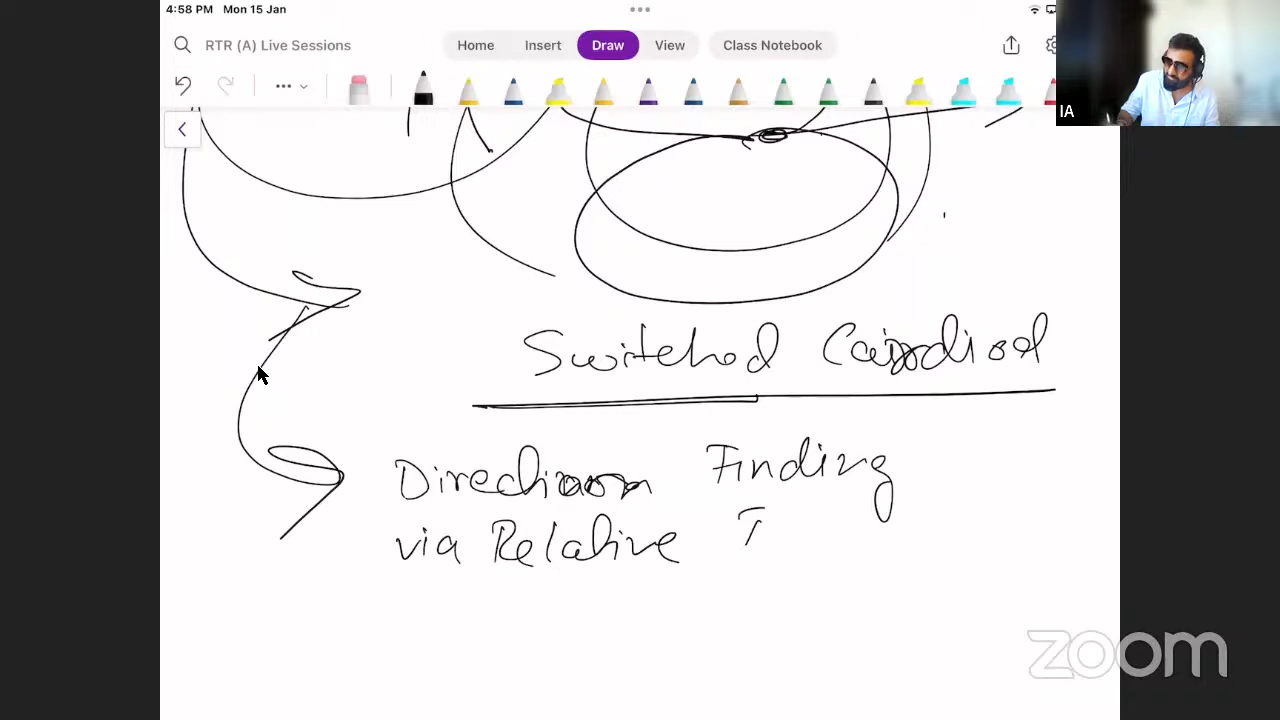 4:58 PM Mon 15 Jan
RTR (A) Live Sessions
Home Insert Draw View Class Notebook
IA
Switched Cardiod
Direction Finding
via Relative T
zoom